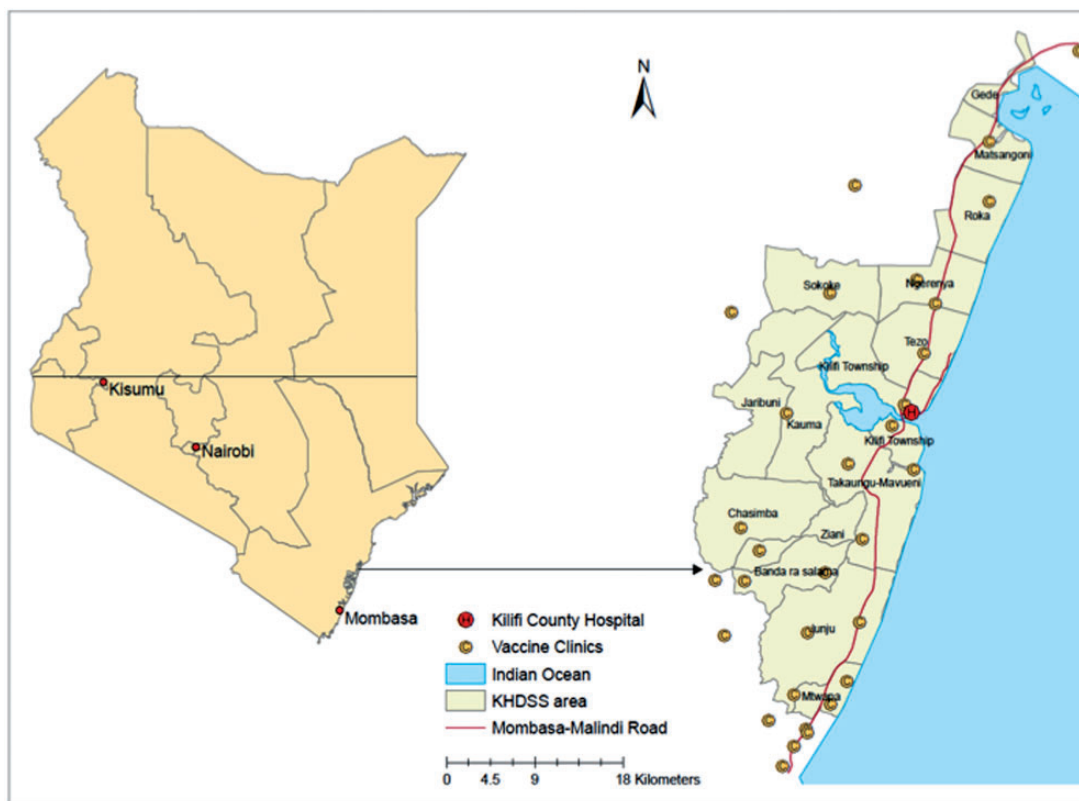 N
Gede
Matsangoni
Roka
Sokoke
Ngerenya
Tezo
Kilifi Township
Jaribuni
Kauma
Kilifi Township
Takaungu-Mavueni
Chasimba
Ziani
Banda ra salama
Junju
Mtwapa
Kisumu
Nairobi
Mombasa
H Kilifi County Hospital
C Vaccine Clinics
Indian Ocean
KHDSS area
Mombasa-Malindi Road
0 4.5 9 18 Kilometers